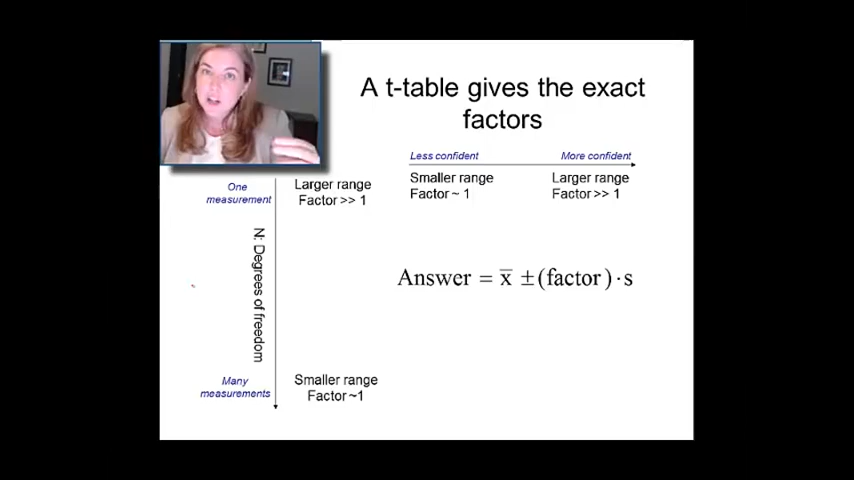 A t-table gives the exact
factors
Less confident
More confident
Smaller range
Factor ~ 1
Larger range
Factor >> 1
One
measurement
Larger range
Factor >> 1
N: Degrees of freedom
Answer = x̅ ±(factor)·s
Many
measurements
Smaller range
Factor ~1